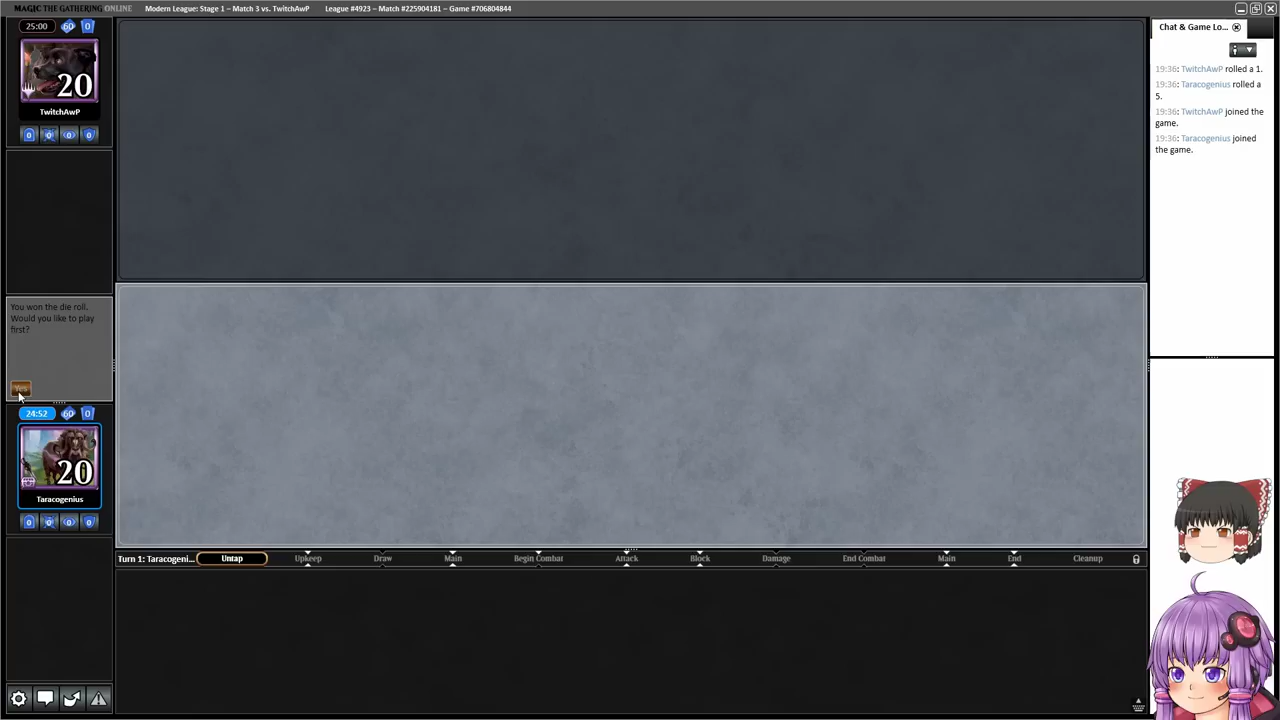 MAGIC THE GATHERING ONLINE Modern League: Stage 1 – Match 3 vs. TwitchAwP League #4923 – Match #225904181 – Game #706804844
25:00 60 0
20
TwitchAwP
0 0 0 0
You won the die roll.
Would you like to play
first?
Yes
24:52 60 0
20
Taracogenius
0 0 0 0
Turn 1: Taracogeni... Untap Upkeep Draw Main Begin Combat Attack Block Damage End Combat Main End Cleanup
Chat & Game Lo...
19:36: TwitchAwP rolled a 1.
19:36: Taracogenius rolled a
5.
19:36: TwitchAwP joined the
game.
19:36: Taracogenius joined
the game.